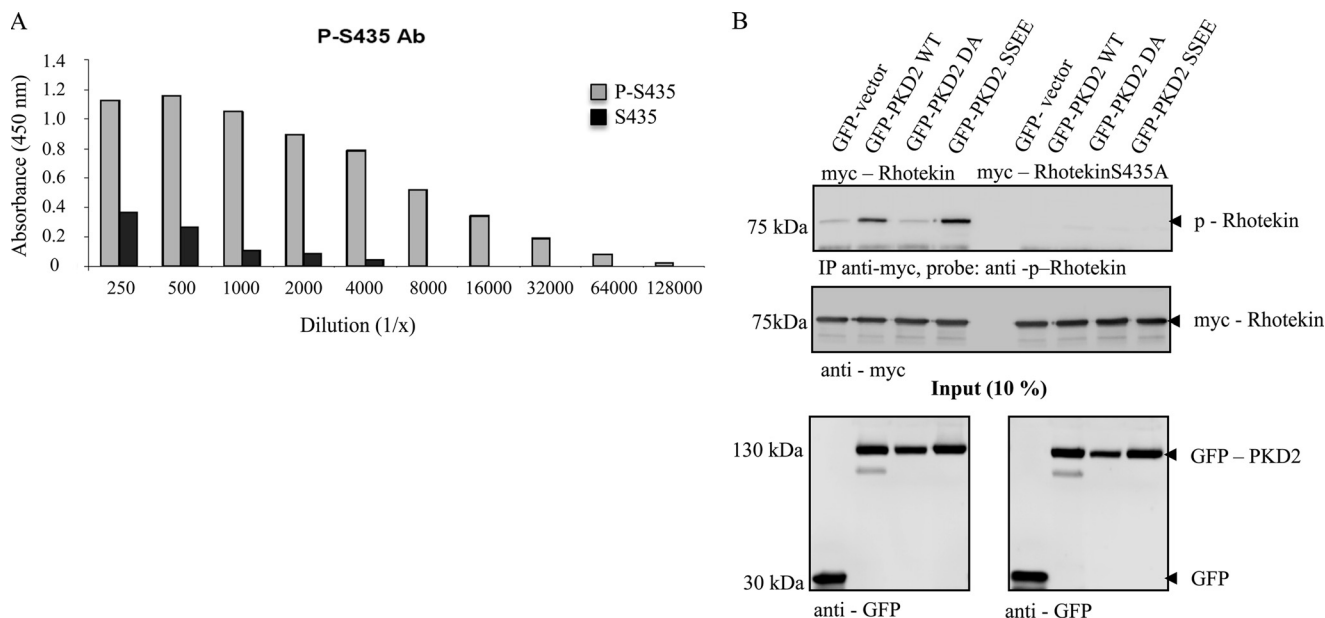 A
P-S435 Ab
Absorbance (450 nm)
1.4
1.2
1.0
0.8
0.6
0.4
0.2
0
P-S435
S435
250 500 1000 2000 4000 8000 16000 32000 64000 128000
Dilution (1/x)
B
GFP-vector
GFP-PKD2 WT
GFP-PKD2 DA
GFP-PKD2 SSEE
GFP- vector
GFP-PKD2 WT
GFP-PKD2 DA
GFP-PKD2 SSEE
myc – Rhotekin myc – RhotekinS435A
75 kDa
p - Rhotekin
IP anti-myc, probe: anti -p–Rhotekin
75kDa
myc - Rhotekin
anti - myc
Input (10 %)
130 kDa
GFP – PKD2
30 kDa
GFP
anti - GFP anti - GFP